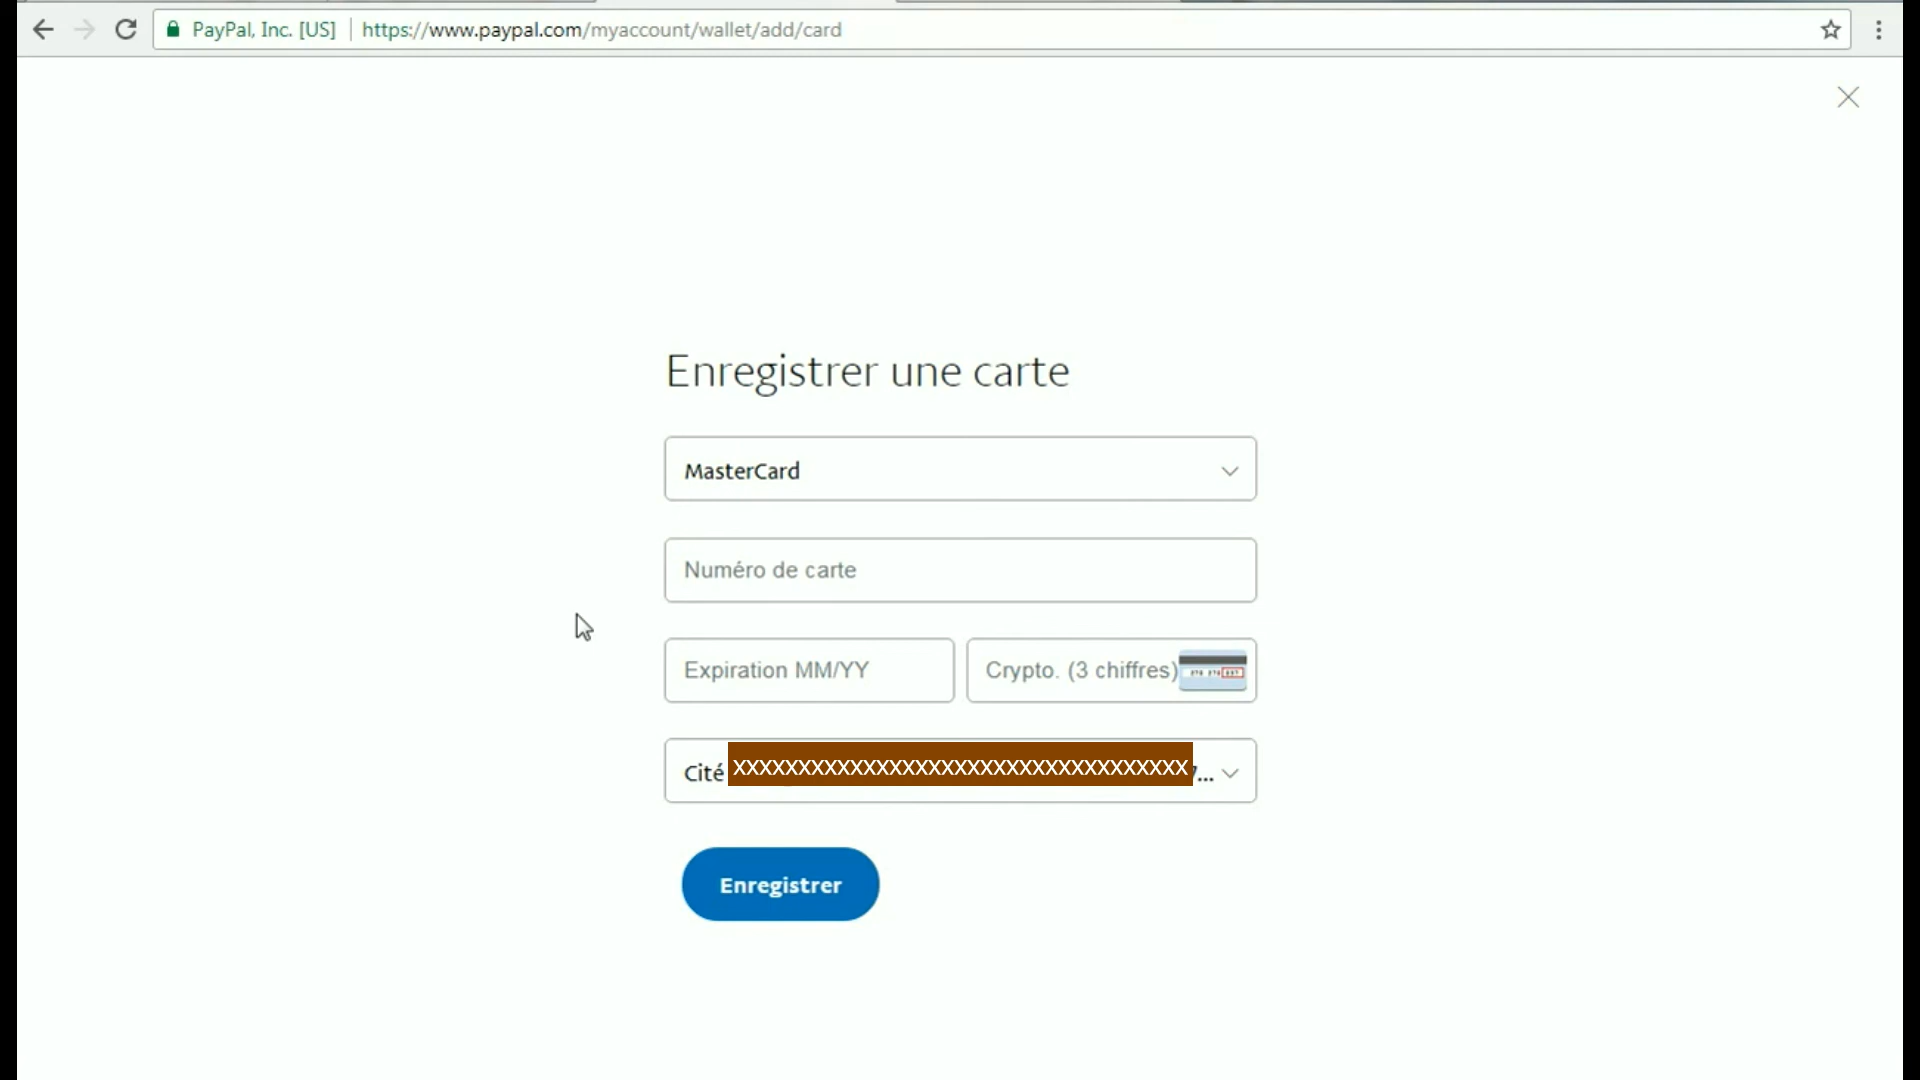 PayPal, Inc. [US] https://www.paypal.com/myaccount/wallet/add/card
Enregistrer une carte
MasterCard
Numéro de carte
Expiration MM/YY
Crypto. (3 chiffres)
Cité XXXXXXXXXXXXXXXXXXXXXXXXXXXXXXXXXXX ...
Enregistrer